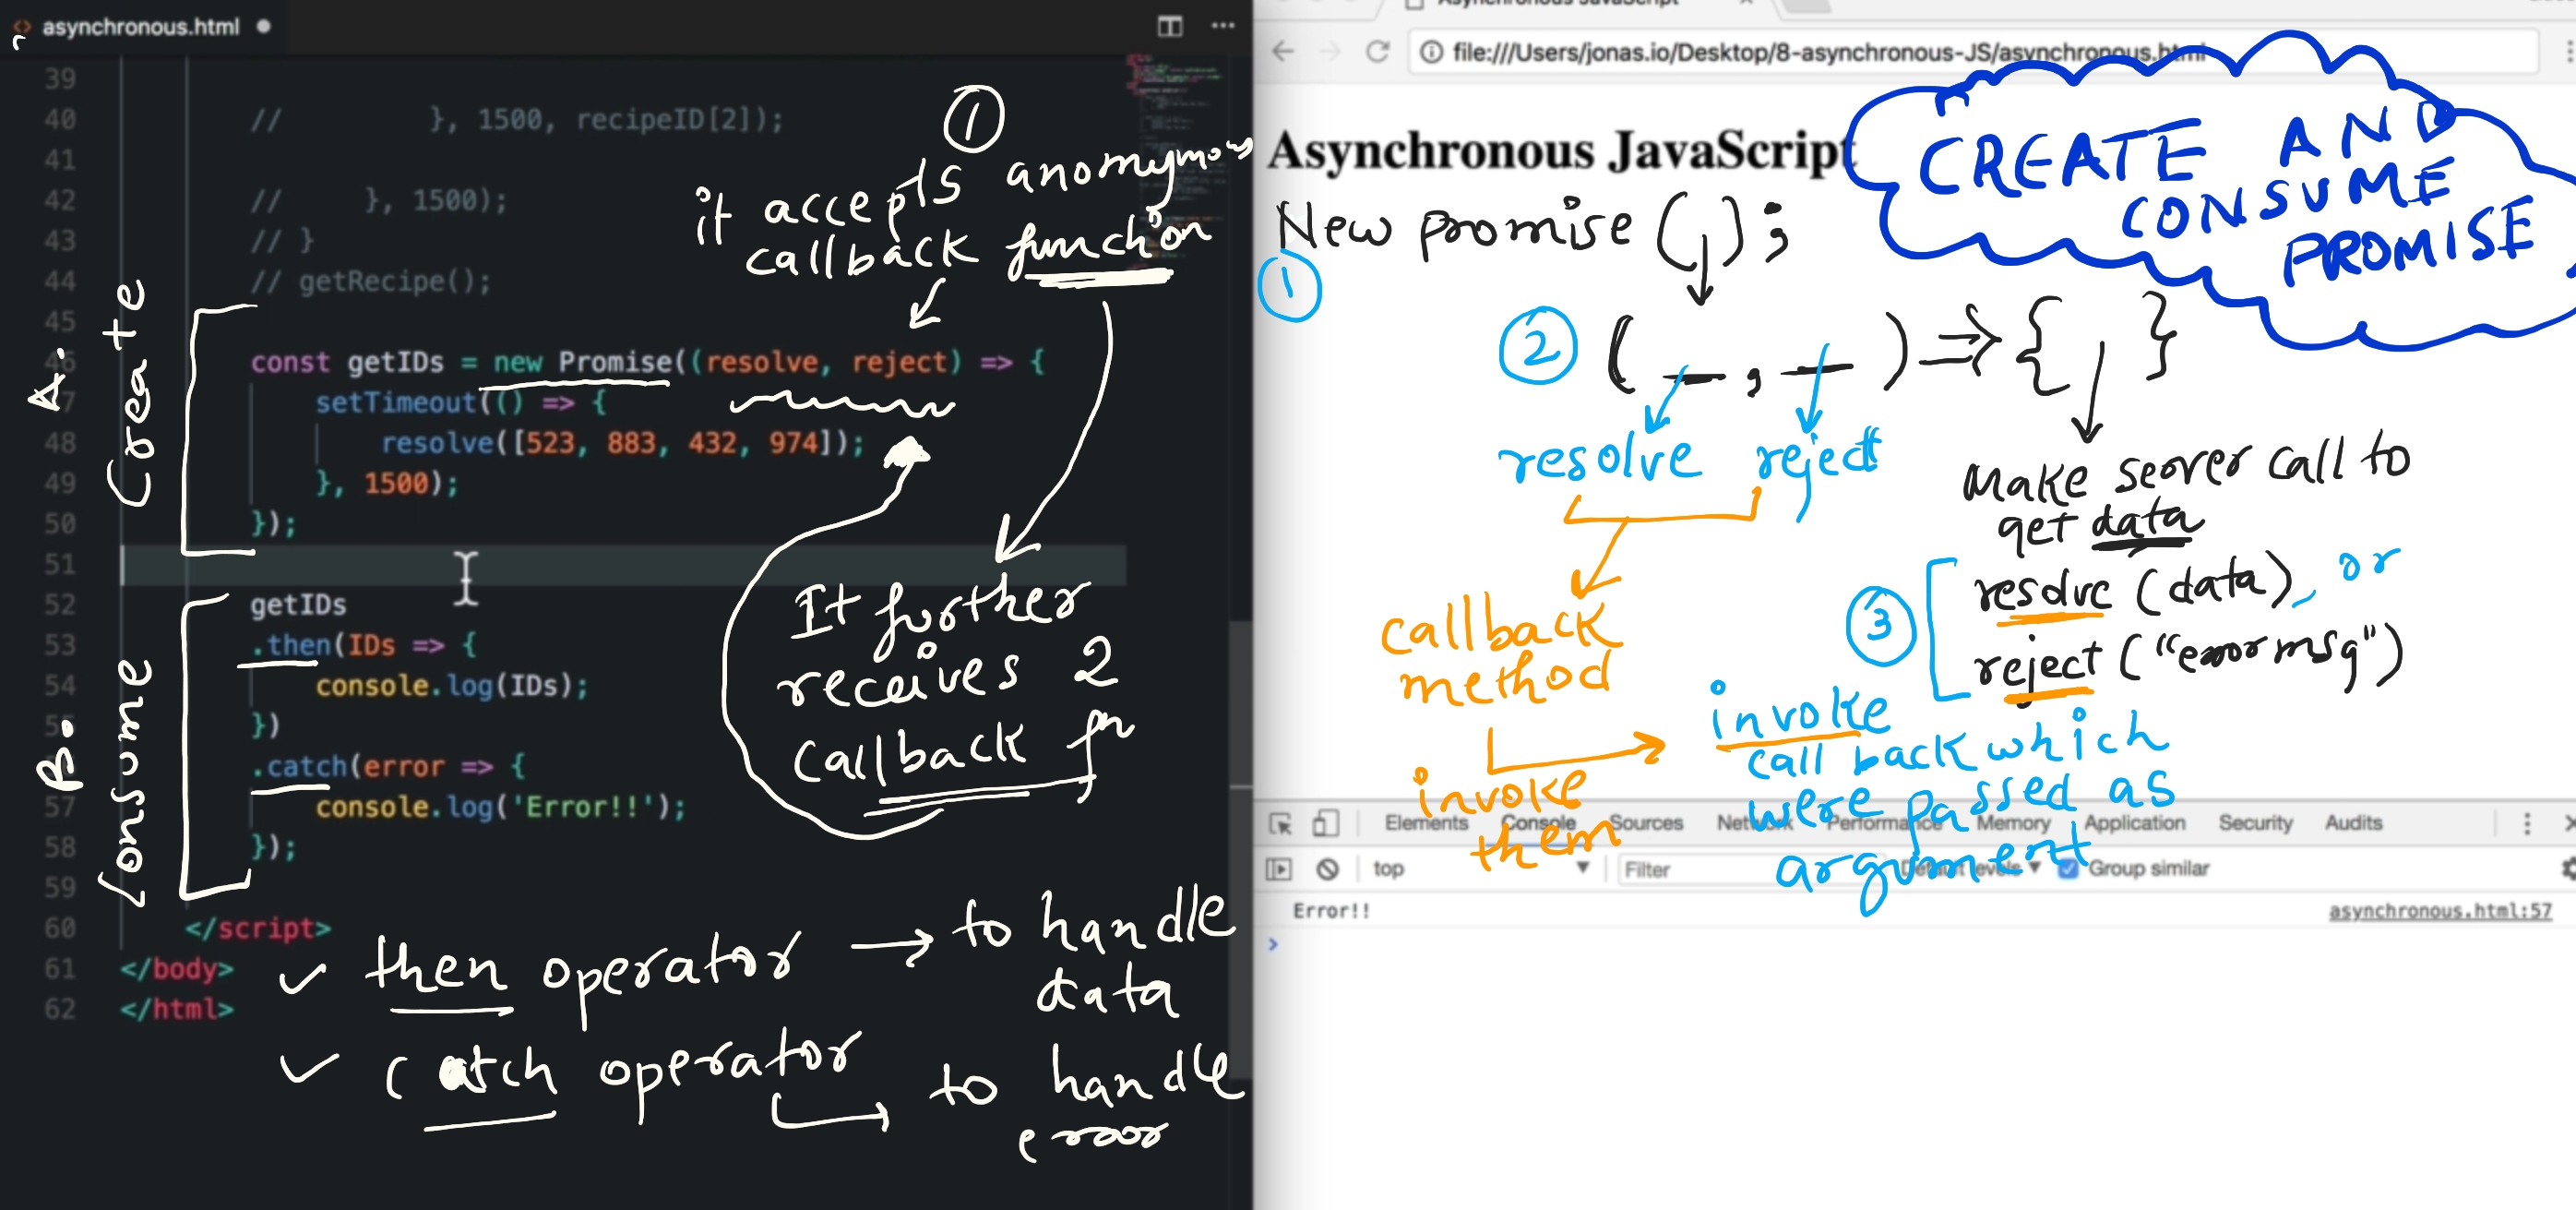 asynchronous.html
39
40 // }, 1500, recipeID[2]);
41
42 // }, 1500);
43 // }
44 // getRecipe();
45
46 const getIDs = new Promise((resolve, reject) => {
7 setTimeout(() => {
48 resolve([523, 883, 432, 974]);
49 }, 1500);
50 });
51
52 getIDs
53 .then(IDs => {
54 console.log(IDs);
55 })
.catch(error => {
57 console.log('Error!!');
58 });
59
60 </script>
61 </body>
62 </html>
A.
Create
B.
Consume
1
it accepts anomymous
callback function
It further
receives 2
callback fn
✓ then operator → to handle
data
✓ catch operator → to handle
error
Asynchronous JavaScript
file:///Users/jonas.io/Desktop/8-asynchronous-JS/asynchronous.html
Asynchronous JavaScript
CREATE AND
CONSUME
PROMISE
New promise ( , );
1
2 ( _ , _ ) => { , }
resolve reject
callback
method
invoke
them
Make server call to
get data
3 resolve (data), or
reject ("error msg")
invoke
call back which
were passed as
argument
Elements Console Sources Network Performance Memory Application Security Audits
top Filter Default levels Group similar
Error!! asynchronous.html:57